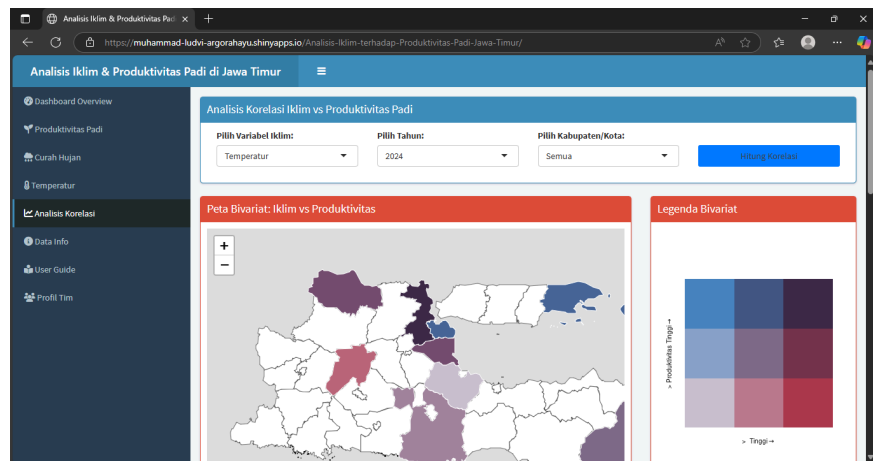 Analisis Iklim & Produktivitas Pad
https://muhammad-ludvi-argorahayu.shinyapps.io/Analisis-Iklim-terhadap-Produktivitas-Padi-Jawa-Timur/
Analisis Iklim & Produktivitas Padi di Jawa Timur
Dashboard Overview
Produktivitas Padi
Curah Hujan
Temperatur
Analisis Korelasi
Data Info
User Guide
Profil Tim
Analisis Korelasi Iklim vs Produktivitas Padi
Pilih Variabel Iklim:
Pilih Tahun:
Pilih Kabupaten/Kota:
Temperatur
2024
Semua
Hitung Korelasi
Peta Bivariat: Iklim vs Produktivitas
+
−
Legenda Bivariat
> Produktivitas Tinggi→
> Tinggi→